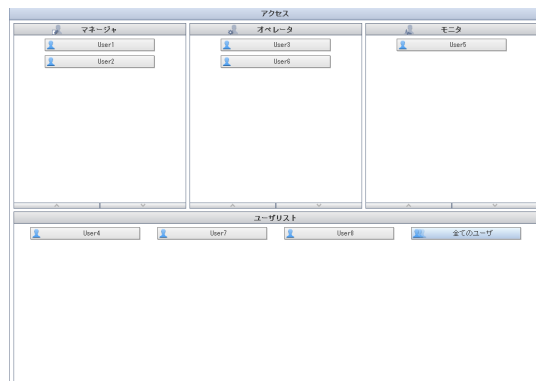 アクセス
マネージャ
オペレータ
モニタ
User1
User3
User5
User2
User6
ユーザリスト
User4
User7
User8
全てのユーザ